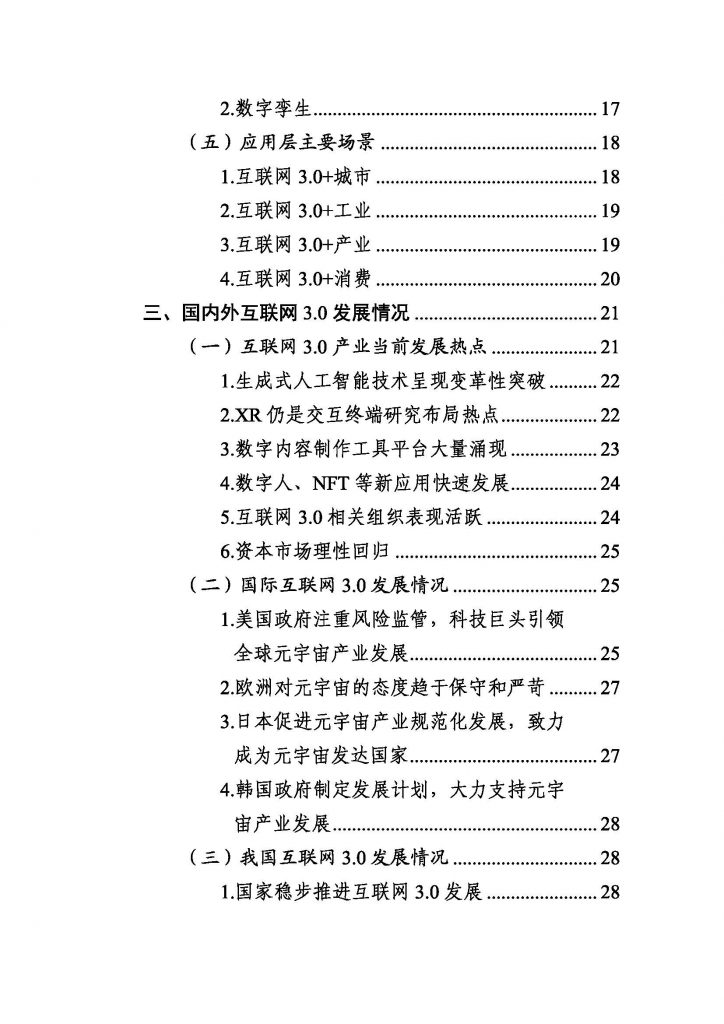 2.数字孪生............................................................17
（五）应用层主要场景..............................................18
1.互联网 3.0+城市...............................................18
2.互联网 3.0+工业...............................................19
3.互联网 3.0+产业...............................................19
4.互联网 3.0+消费...............................................20
三、国内外互联网 3.0 发展情况......................................21
（一）互联网 3.0 产业当前发展热点......................21
1.生成式人工智能技术呈现变革性突破..........22
2.XR 仍是交互终端研究布局热点....................22
3.数字内容制作工具平台大量涌现..................23
4.数字人、NFT 等新应用快速发展..................24
5.互联网 3.0 相关组织表现活跃.......................24
6.资本市场理性回归...........................................25
（二）国际互联网 3.0 发展情况..............................25
1.美国政府注重风险监管，科技巨头引领
全球元宇宙产业发展........................................25
2.欧洲对元宇宙的态度趋于保守和严苛..........27
3.日本促进元宇宙产业规范化发展，致力
成为元宇宙发达国家........................................27
4.韩国政府制定发展计划，大力支持元宇
宙产业发展........................................................28
（三）我国互联网 3.0 发展情况..............................28
1.国家稳步推进互联网 3.0 发展.......................28